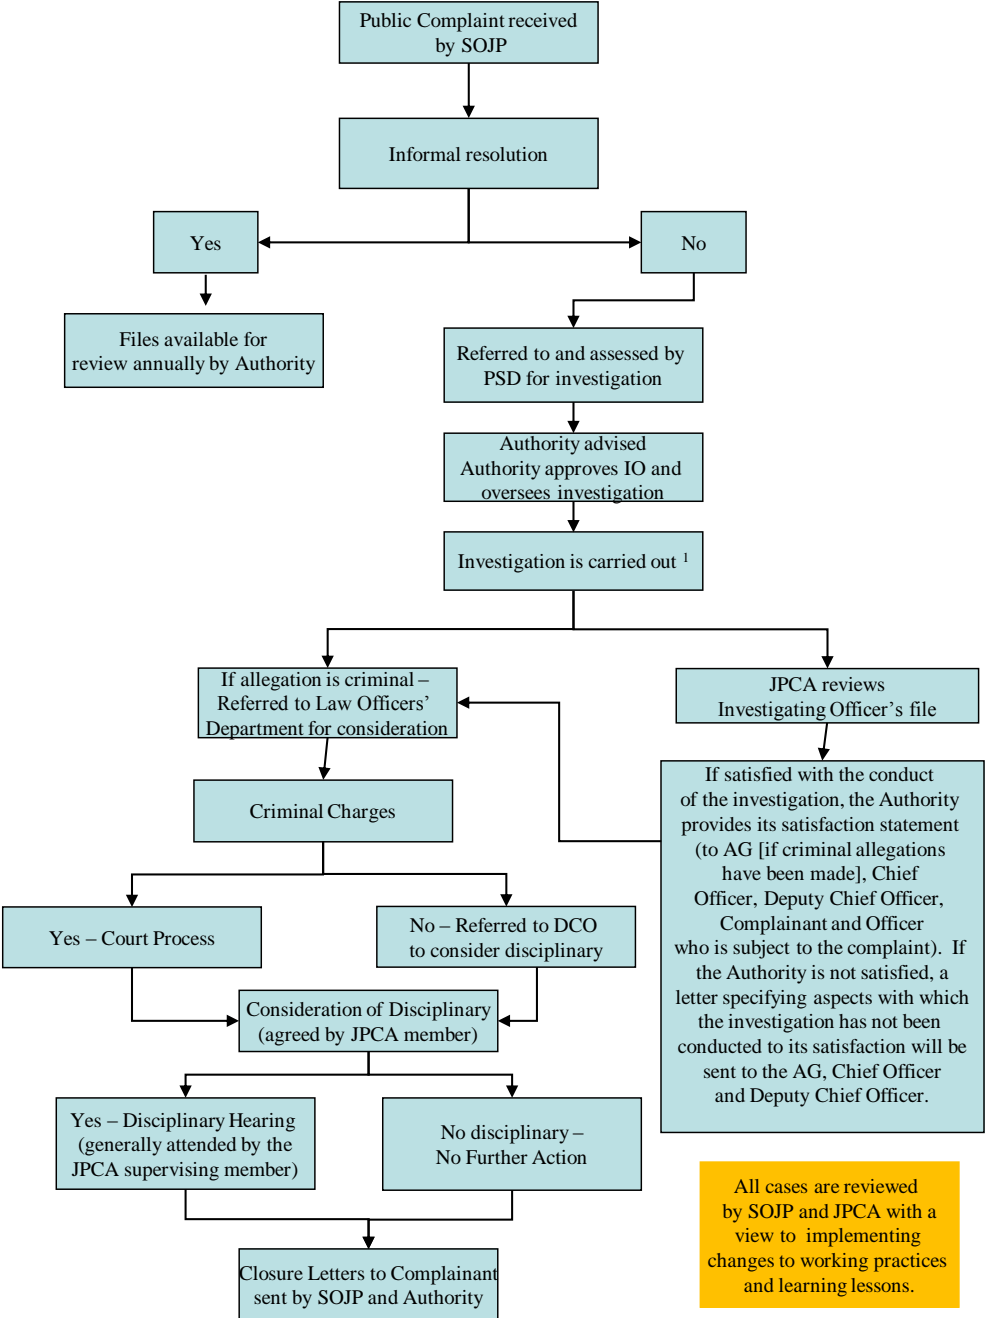 Public Complaint received
by SOJP
Informal resolution
Yes
No
Files available for
review annually by Authority
Referred to and assessed by
PSD for investigation
Authority advised
Authority approves IO and
oversees investigation
Investigation is carried out ¹
If allegation is criminal –
Referred to Law Officers’
Department for consideration
JPCA reviews
Investigating Officer’s file
Criminal Charges
If satisfied with the conduct
of the investigation, the Authority
provides its satisfaction statement
(to AG [if criminal allegations
have been made], Chief
Officer, Deputy Chief Officer,
Complainant and Officer
who is subject to the complaint). If
the Authority is not satisfied, a
letter specifying aspects with which
the investigation has not been
conducted to its satisfaction will be
sent to the AG, Chief Officer
and Deputy Chief Officer.
Yes – Court Process
No – Referred to DCO
to consider disciplinary
Consideration of Disciplinary
(agreed by JPCA member)
Yes – Disciplinary Hearing
(generally attended by the
JPCA supervising member)
No disciplinary –
No Further Action
All cases are reviewed
by SOJP and JPCA with a
view to implementing
changes to working practices
and learning lessons.
Closure Letters to Complainant
sent by SOJP and Authority